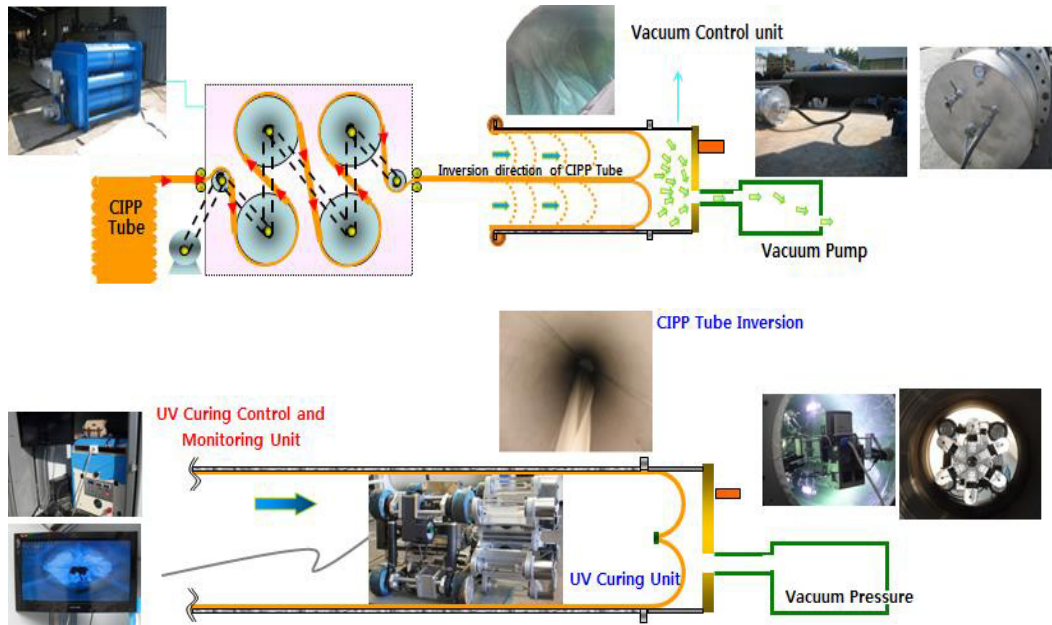 Vacuum Control unit
Inversion direction of CIPP Tube
CIPP
Tube
Vacuum Pump
CIPP Tube Inversion
UV Curing Control and
Monitoring Unit
UV Curing Unit
Vacuum Pressure